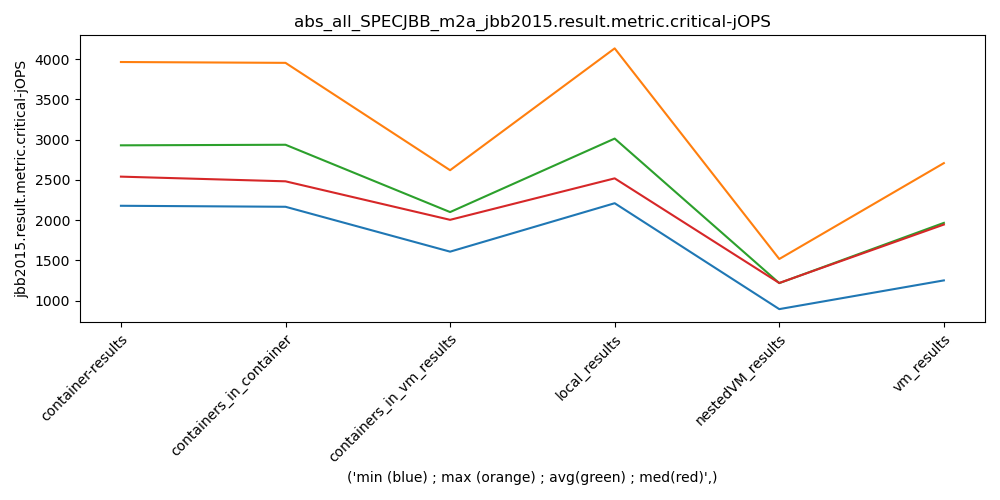 abs_all_SPECJBB_m2a_jbb2015.result.metric.critical-jOPS
jbb2015.result.metric.critical-jOPS
4000
3500
3000
2500
2000
1500
1000
container-results
containers_in_container
containers_in_vm_results
local_results
nestedVM_results
vm_results
('min (blue) ; max (orange) ; avg(green) ; med(red)',)